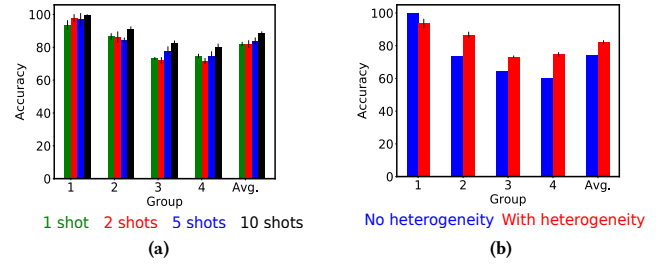 100
80
60
40
20
0
Accuracy
1 2 3 4 Avg.
Group
1 shot 2 shots 5 shots 10 shots
(a)
100
80
60
40
20
0
Accuracy
1 2 3 4 Avg.
Group
No heterogeneity With heterogeneity
(b)